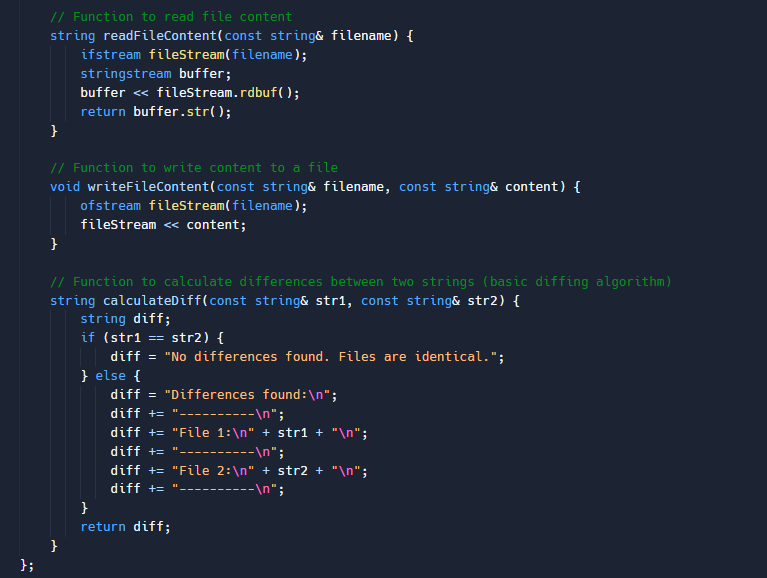 // Function to read file content
string readFileContent(const string& filename) {
ifstream fileStream(filename);
stringstream buffer;
buffer << fileStream.rdbuf();
return buffer.str();
}
// Function to write content to a file
void writeFileContent(const string& filename, const string& content) {
ofstream fileStream(filename);
fileStream << content;
}
// Function to calculate differences between two strings (basic diffing algorithm)
string calculateDiff(const string& str1, const string& str2) {
string diff;
if (str1 == str2) {
diff = "No differences found. Files are identical.";
} else {
diff = "Differences found:\n";
diff += "----------\n";
diff += "File 1:\n" + str1 + "\n";
diff += "----------\n";
diff += "File 2:\n" + str2 + "\n";
diff += "----------\n";
}
return diff;
}
};